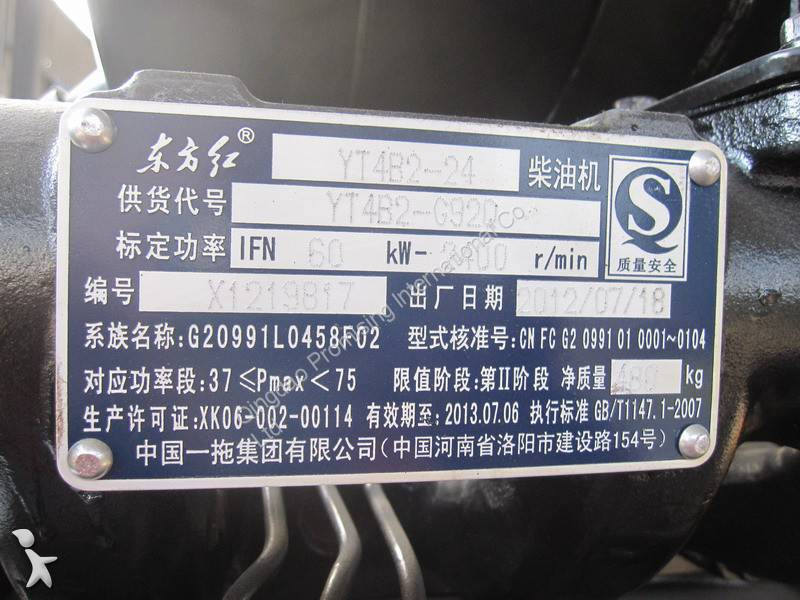 东方红® YT4B2-24 柴油机
供货代号 YT4B2-G920
标定功率 IFN 60 kW- r/min
质量安全
编号 X1219817 出厂日期 2012/07/18
系族名称:G20991L0458F02 型式核准号:CN FC G2 0991 01 0001~0104
对应功率段:37≤Pmax<75 限值阶段:第II阶段 净质量 kg
生产许可证:XK06-002-00114 有效期至:2013.07.06 执行标准 GB/T1147.1-2007
中国一拖集团有限公司(中国河南省洛阳市建设路154号)
Qingdao Promising International Co.